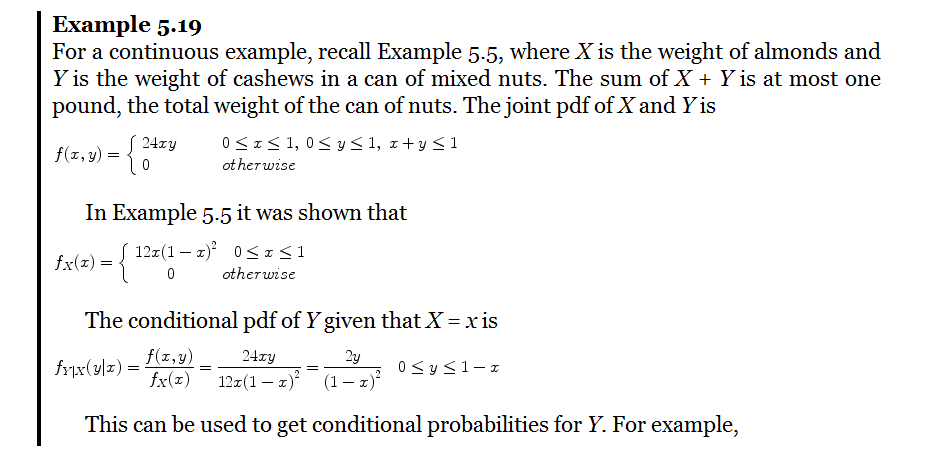 Example 5.19
For a continuous example, recall Example 5.5, where X is the weight of almonds and
Y is the weight of cashews in a can of mixed nuts. The sum of X + Y is at most one
pound, the total weight of the can of nuts. The joint pdf of X and Y is
f(x, y) = { 24xy 0 ≤ x ≤ 1, 0 ≤ y ≤ 1, x + y ≤ 1
0 otherwise
In Example 5.5 it was shown that
f_X(x) = { 12x(1 − x)² 0 ≤ x ≤ 1
0 otherwise
The conditional pdf of Y given that X = x is
f_{Y|X}(y|x) = f(x, y)/f_X(x) = 24xy/12x(1 − x)² = 2y/(1 − x)² 0 ≤ y ≤ 1 − x
This can be used to get conditional probabilities for Y. For example,